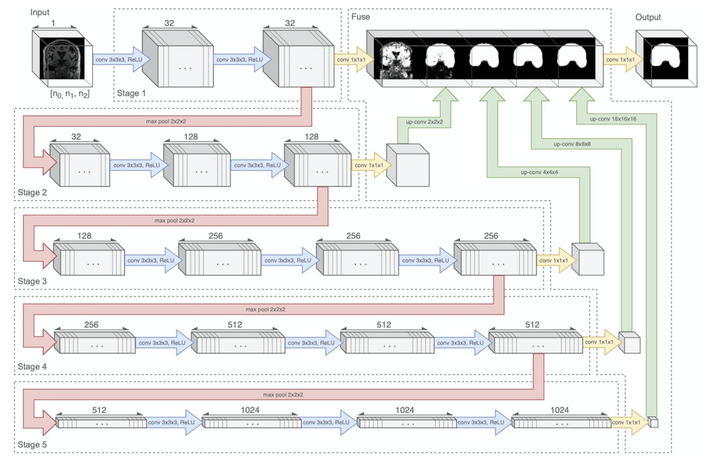 Input
1
[n₀, n₁, n₂]
conv 3x3x3, ReLU
32
conv 3x3x3, ReLU
32
Stage 1
conv 1x1x1
Fuse
conv 1x1x1
Output
max pool 2x2x2
32
...
conv 3x3x3, ReLU
128
...
conv 3x3x3, ReLU
128
...
conv 1x1x1
Stage 2
up-conv 2x2x2
up-conv 16x16x16
up-conv 8x8x8
up-conv 4x4x4
max pool 2x2x2
128
...
conv 3x3x3, ReLU
256
...
conv 3x3x3, ReLU
256
...
conv 3x3x3, ReLU
256
...
conv 1x1x1
Stage 3
max pool 2x2x2
256
...
conv 3x3x3, ReLU
512
...
conv 3x3x3, ReLU
512
...
conv 3x3x3, ReLU
512
...
conv 1x1x1
Stage 4
max pool 2x2x2
512
...
conv 3x3x3, ReLU
1024
...
conv 3x3x3, ReLU
1024
...
conv 3x3x3, ReLU
1024
...
conv 1x1x1
Stage 5